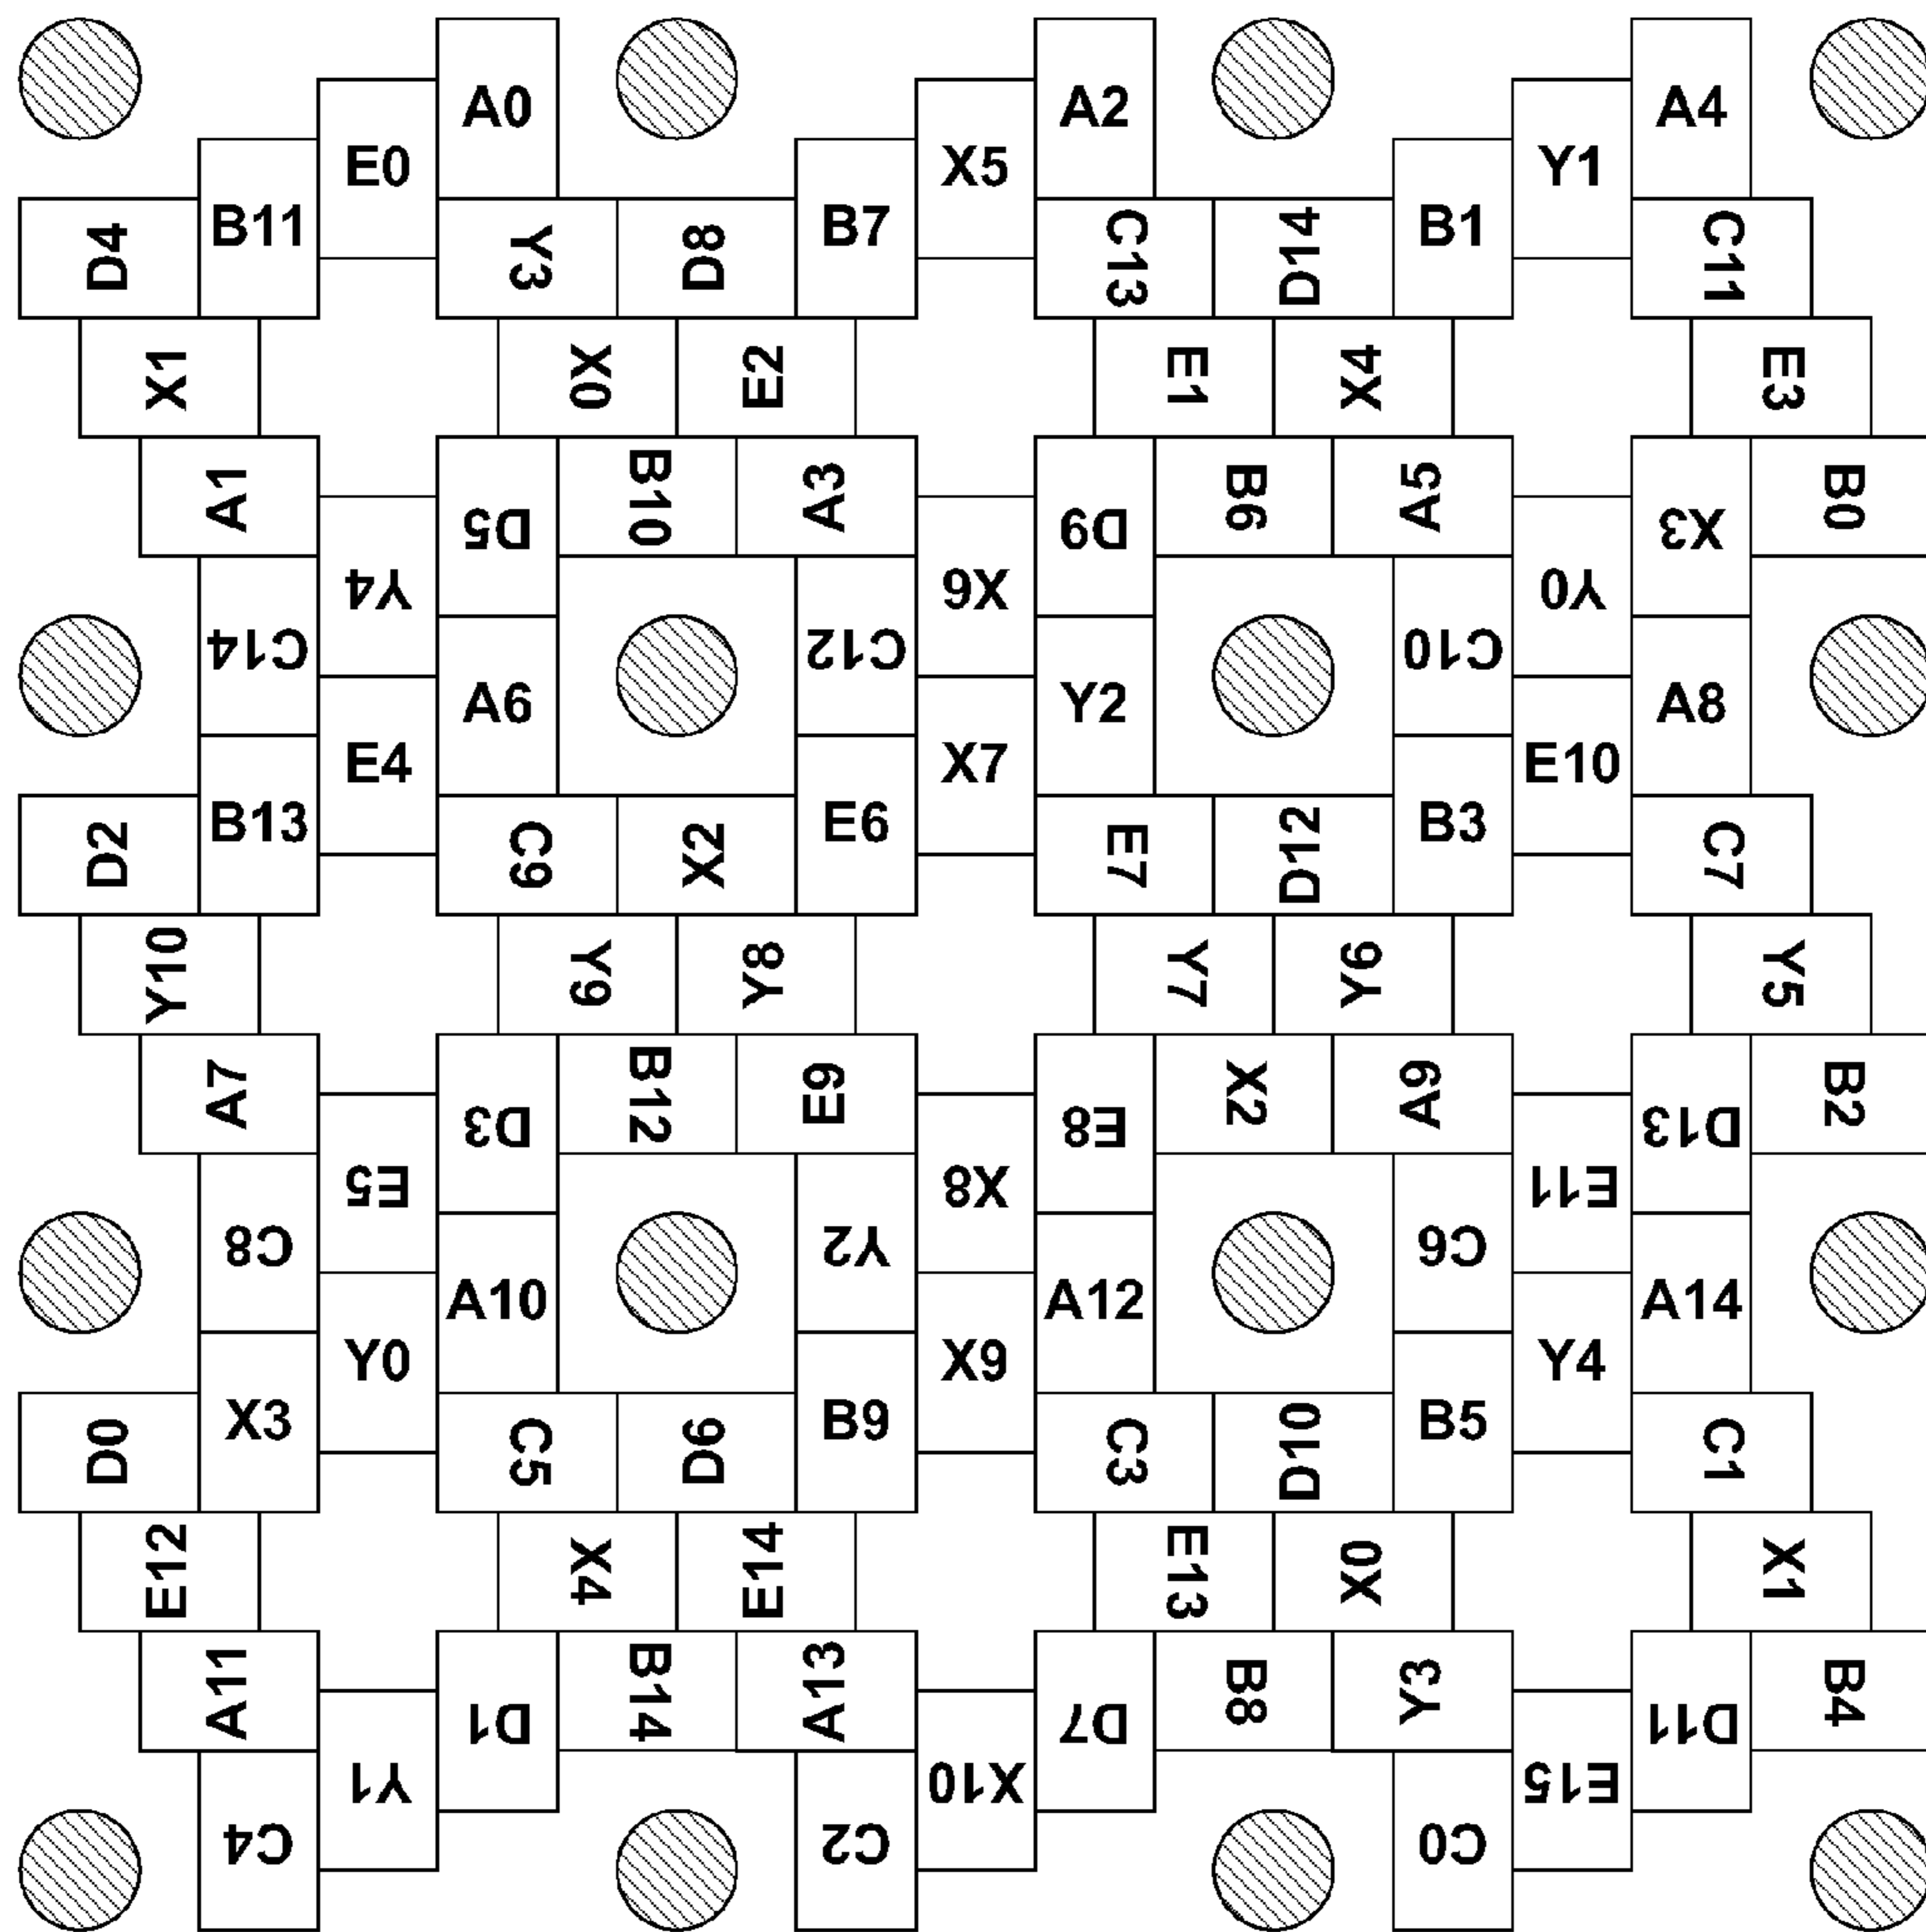 A0 A2 A4
E0 X5 Y1
B11 B7 B1
D4 Y3 D8 C13 D14 C11
X1 X0 E2 E1 X4 E3
A1 B10 A3 B6 A5 B0
D5 D9 X3
Y4 X6 Y0
C14 C12 C10
A6 Y2 A8
E4 X7 E10
B13 E6 B3
D2 C9 X2 E7 D12 C7
Y10 Y9 Y8 Y7 Y6 Y5
A7 B12 E9 X2 A9 B2
D3 E8 D13
E5 X8 E11
C8 Y2 C6
A10 A12 A14
Y0 X9 Y4
X3 B9 B5
D0 C5 D6 C3 D10 C1
E12 X4 E14 E13 X0 X1
A11 B14 A13 B8 Y3 B4
D1 D7 D11
Y1 X10 E15
C4 C2 C0